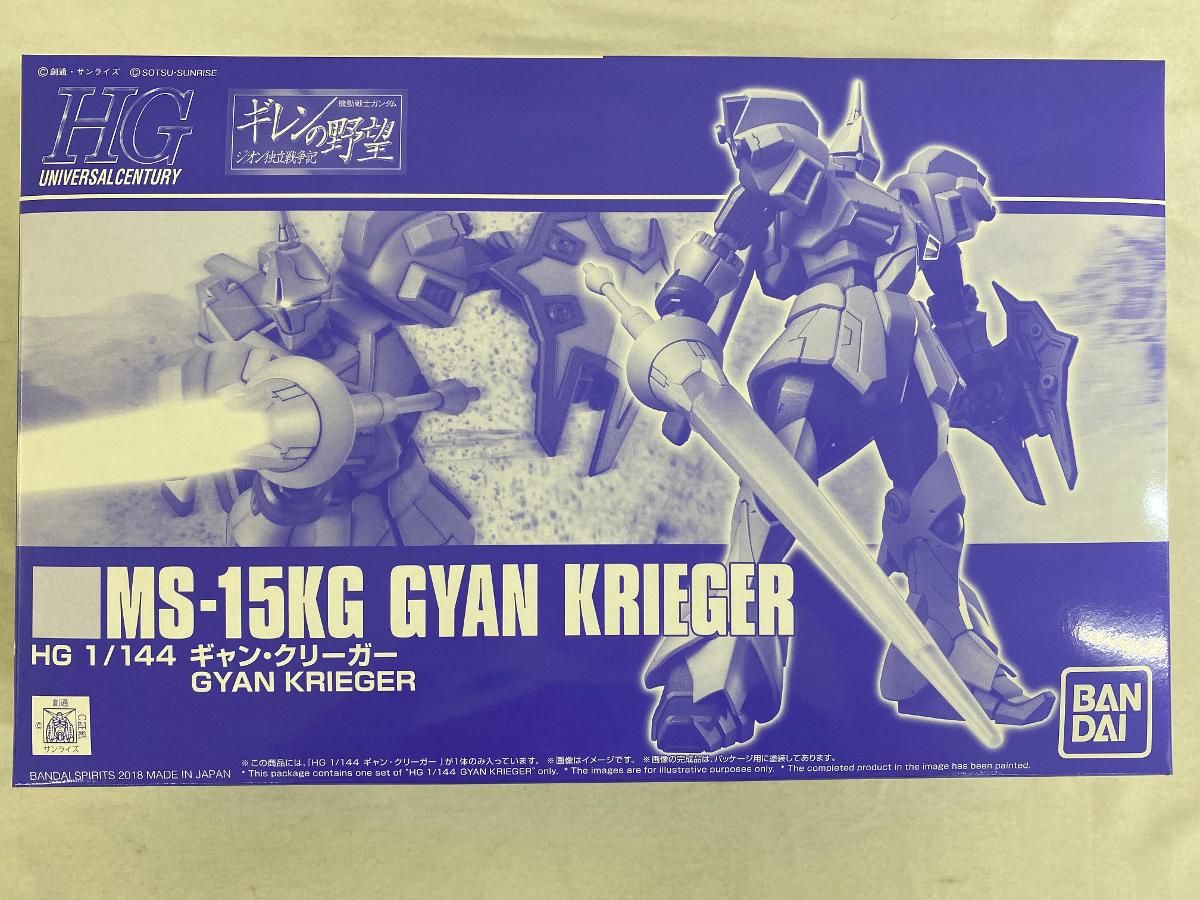 ©創通・サンライズ ©SOTSU・SUNRISE
HG
UNIVERSAL CENTURY
機動戦士ガンダム
ギレンの野望
ジオン独立戦争記
MS-15KG GYAN KRIEGER
HG 1/144 ギャン・クリーガー
GYAN KRIEGER
創通
©
サンライズ
BAN
DAI
BANDAI SPIRITS 2018 MADE IN JAPAN
※この商品には、「HG 1/144 ギャン・クリーガー」が1体のみ入っています。 ※画像はイメージです。 ※画像の完成品は、パッケージ用に塗装してあります。
* This package contains one set of "HG 1/144 GYAN KRIEGER" only. * The images are for illustrative purposes only. * The completed product in the image has been painted.